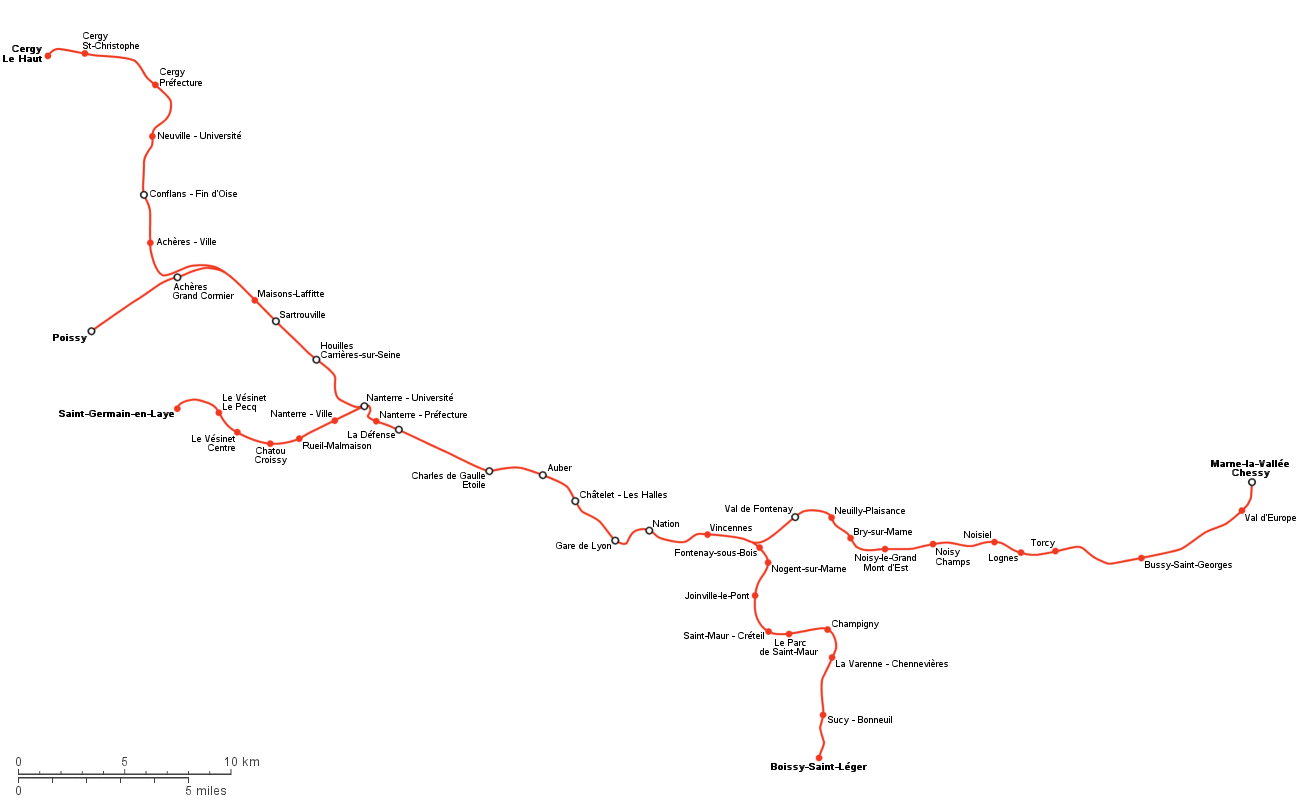 Cergy
Le Haut
Cergy
St-Christophe
Cergy
Préfecture
Neuville - Université
Conflans - Fin d'Oise
Achères - Ville
Achères
Grand Cormier
Poissy
Maisons-Laffitte
Sartrouville
Houilles
Carrières-sur-Seine
Saint-Germain-en-Laye
Le Vésinet
Le Pecq
Le Vésinet
Centre
Chatou
Croissy
Rueil-Malmaison
Nanterre - Ville
Nanterre - Université
Nanterre - Préfecture
La Défense
Charles de Gaulle
Etoile
Auber
Châtelet - Les Halles
Gare de Lyon
Nation
Vincennes
Val de Fontenay
Neuilly-Plaisance
Bry-sur-Marne
Noisy-le-Grand
Mont d'Est
Noisy
Champs
Noisiel
Lognes
Torcy
Bussy-Saint-Georges
Val d'Europe
Marne-la-Vallée
Chessy
Fontenay-sous-Bois
Nogent-sur-Marne
Joinville-le-Pont
Saint-Maur - Créteil
Le Parc
de Saint-Maur
Champigny
La Varenne - Chennevières
Sucy - Bonneuil
Boissy-Saint-Léger
0 5 10 km
0 5 miles